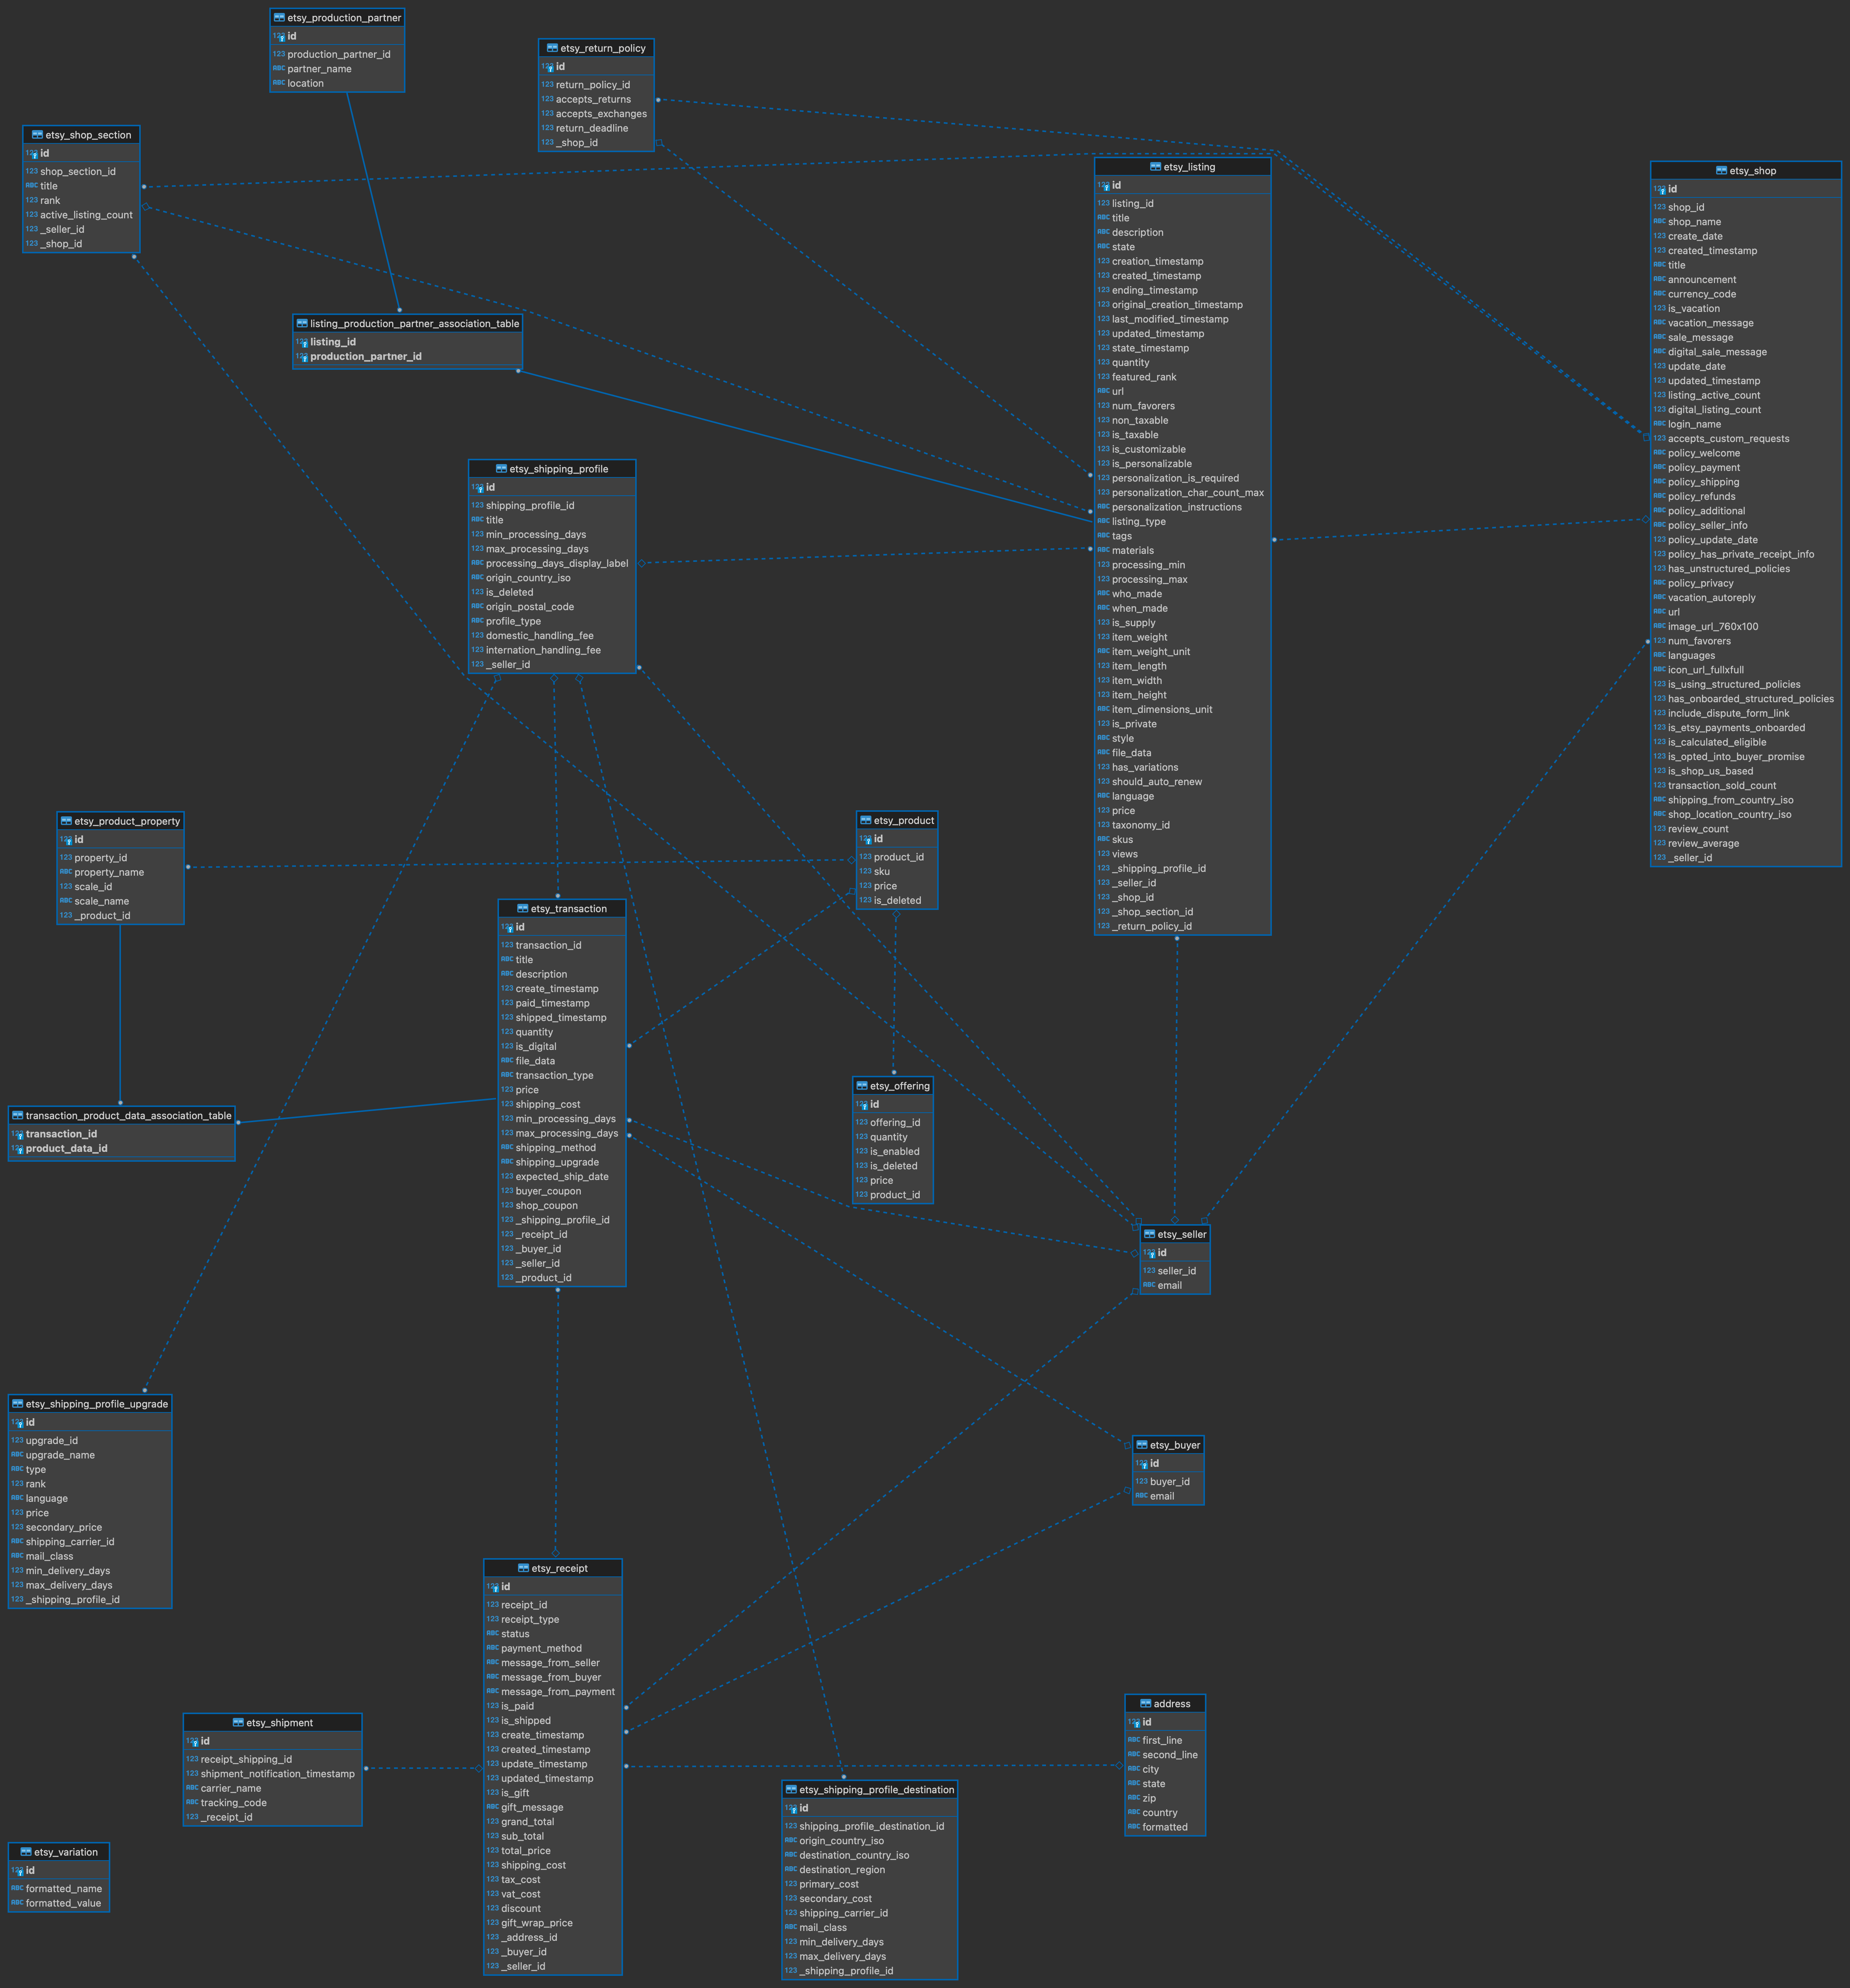 etsy_production_partner
123 id
123 production_partner_id
ABC partner_name
ABC location
etsy_return_policy
123 id
123 return_policy_id
123 accepts_returns
123 accepts_exchanges
123 return_deadline
123 _shop_id
etsy_shop_section
123 id
123 shop_section_id
ABC title
ABC rank
123 active_listing_count
123 _seller_id
123 _shop_id
etsy_listing
123 id
123 listing_id
ABC title
ABC description
ABC state
123 creation_timestamp
123 created_timestamp
123 ending_timestamp
123 original_creation_timestamp
123 last_modified_timestamp
123 updated_timestamp
123 state_timestamp
123 quantity
123 featured_rank
ABC url
123 num_favorers
123 non_taxable
123 is_taxable
123 is_customizable
123 is_personalizable
123 personalization_is_required
123 personalization_char_count_max
ABC personalization_instructions
ABC listing_type
ABC tags
ABC materials
123 processing_min
123 processing_max
ABC who_made
ABC when_made
123 is_supply
123 item_weight
ABC item_weight_unit
123 item_length
123 item_width
123 item_height
ABC item_dimensions_unit
123 is_private
ABC style
ABC file_data
123 has_variations
123 should_auto_renew
ABC language
123 price
123 taxonomy_id
ABC skus
123 views
123 _shipping_profile_id
123 _seller_id
123 _shop_id
123 _shop_section_id
123 _return_policy_id
etsy_shop
123 id
123 shop_id
ABC shop_name
123 create_date
123 created_timestamp
ABC title
ABC announcement
ABC currency_code
123 is_vacation
ABC vacation_message
ABC sale_message
ABC digital_sale_message
123 update_date
123 updated_timestamp
123 listing_active_count
123 digital_listing_count
ABC login_name
123 accepts_custom_requests
ABC policy_welcome
ABC policy_payment
ABC policy_shipping
ABC policy_refunds
ABC policy_additional
ABC policy_seller_info
123 policy_update_date
123 policy_has_private_receipt_info
123 has_unstructured_policies
ABC policy_privacy
ABC vacation_autoreply
ABC url
ABC image_url_760x100
123 num_favorers
ABC languages
ABC icon_url_fullxfull
123 is_using_structured_policies
123 has_onboarded_structured_policies
123 include_dispute_form_link
123 is_etsy_payments_onboarded
123 is_calculated_eligible
123 is_opted_into_buyer_promise
123 is_shop_us_based
123 transaction_sold_count
ABC shipping_from_country_iso
ABC shop_location_country_iso
123 review_count
123 review_average
123 _seller_id
listing_production_partner_association_table
123 listing_id
123 production_partner_id
etsy_shipping_profile
123 id
123 shipping_profile_id
ABC title
123 min_processing_days
123 max_processing_days
ABC processing_days_display_label
ABC origin_country_iso
123 is_deleted
ABC origin_postal_code
ABC profile_type
123 domestic_handling_fee
123 internation_handling_fee
123 _seller_id
etsy_product_property
123 id
123 property_id
ABC property_name
123 scale_id
ABC scale_name
123 _product_id
etsy_product
123 id
123 product_id
ABC sku
123 price
123 is_deleted
etsy_transaction
123 id
123 transaction_id
ABC title
ABC description
123 create_timestamp
123 paid_timestamp
123 shipped_timestamp
123 quantity
123 is_digital
ABC file_data
ABC transaction_type
123 price
123 shipping_cost
123 min_processing_days
123 max_processing_days
ABC shipping_method
ABC shipping_upgrade
123 expected_ship_date
123 buyer_coupon
123 shop_coupon
123 _shipping_profile_id
123 _receipt_id
123 _buyer_id
123 _seller_id
123 _product_id
transaction_product_data_association_table
123 transaction_id
123 product_data_id
etsy_offering
123 id
123 offering_id
123 quantity
123 is_enabled
123 is_deleted
123 price
123 product_id
etsy_seller
123 id
123 seller_id
ABC email
etsy_shipping_profile_upgrade
123 id
123 upgrade_id
ABC upgrade_name
ABC type
123 rank
ABC language
123 price
123 secondary_price
123 shipping_carrier_id
ABC mail_class
123 min_delivery_days
123 max_delivery_days
123 _shipping_profile_id
etsy_buyer
123 id
123 buyer_id
ABC email
etsy_receipt
123 id
123 receipt_id
123 receipt_type
ABC status
ABC payment_method
ABC message_from_seller
ABC message_from_buyer
ABC message_from_payment
123 is_paid
123 is_shipped
123 create_timestamp
123 created_timestamp
123 update_timestamp
123 updated_timestamp
123 is_gift
ABC gift_message
123 grand_total
123 sub_total
123 total_price
123 shipping_cost
123 tax_cost
123 vat_cost
123 discount
123 gift_wrap_price
123 _address_id
123 _buyer_id
123 _seller_id
etsy_shipment
123 id
123 receipt_shipping_id
123 shipment_notification_timestamp
ABC carrier_name
ABC tracking_code
123 _receipt_id
address
123 id
ABC first_line
ABC second_line
ABC city
ABC state
ABC zip
ABC country
ABC formatted
etsy_shipping_profile_destination
123 id
123 shipping_profile_destination_id
ABC origin_country_iso
ABC destination_country_iso
ABC destination_region
123 primary_cost
123 secondary_cost
123 shipping_carrier_id
ABC mail_class
123 min_delivery_days
123 max_delivery_days
123 _shipping_profile_id
etsy_variation
123 id
ABC formatted_name
ABC formatted_value